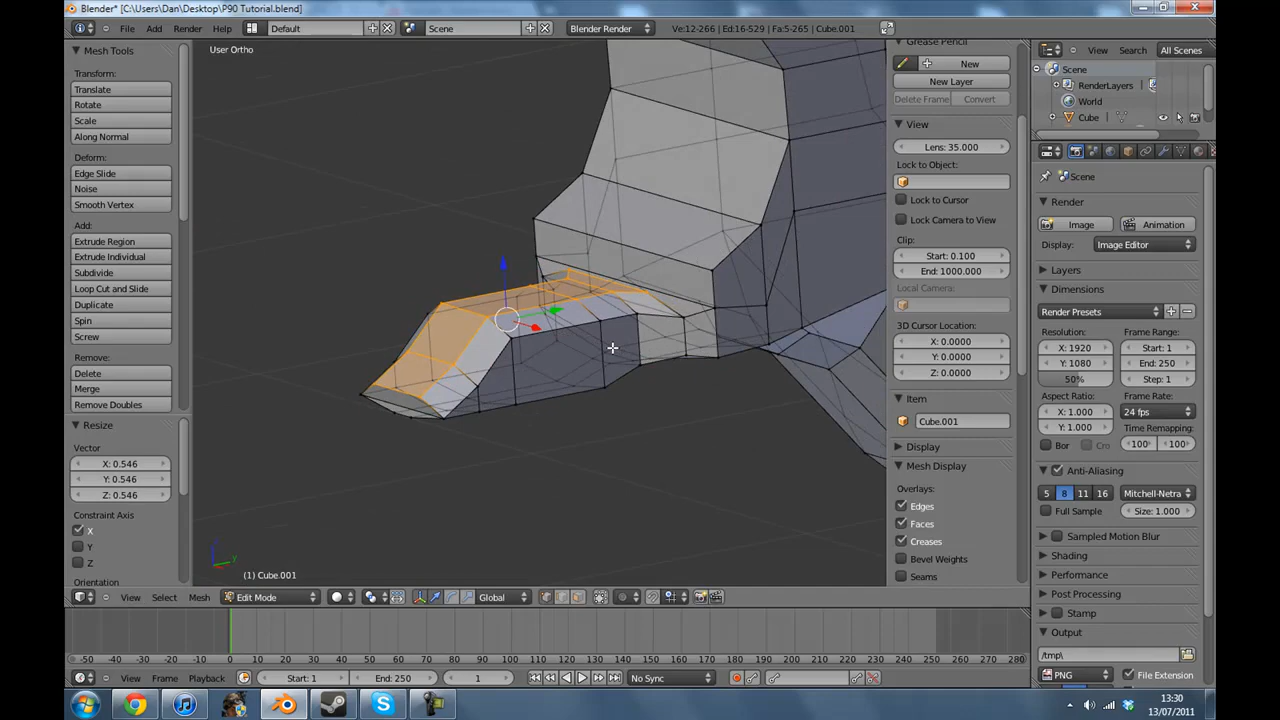 Blender* [C:\Users\Dan\Desktop\P90 Tutorial.blend]
File Add Render Help Default Scene Blender Render Ve:12-266 | Ed:16-529 | Fa:5-265 | Cube.001
Mesh Tools
Transform:
Translate
Rotate
Scale
Along Normal
Deform:
Edge Slide
Noise
Smooth Vertex
Add:
Extrude Region
Extrude Individual
Subdivide
Loop Cut and Slide
Duplicate
Spin
Screw
Remove:
Delete
Merge
Remove Doubles
Resize
Vector
X: 0.546
Y: 0.546
Z: 0.546
Constraint Axis
X
Y
Z
Orientation
User Ortho
z
y
(1) Cube.001
Grease Pencil
New
New Layer
Delete Frame Convert
View
Lens: 35.000
Lock to Object:
Lock to Cursor
Lock Camera to View
Clip:
Start: 0.100
End: 1000.000
Local Camera:
3D Cursor Location:
X: 0.0000
Y: 0.0000
Z: 0.0000
Item
Cube.001
Display
Mesh Display
Overlays:
Edges
Faces
Creases
Bevel Weights
Seams
View Search All Scenes
Scene
RenderLayers
World
Cube
Scene
Render
Image Animation
Display: Image Editor
Layers
Dimensions
Render Presets
Resolution: Frame Range:
X: 1920 Start: 1
Y: 1080 End: 250
50% Step: 1
Aspect Ratio: Frame Rate:
X: 1.000 24 fps
Y: 1.000 Time Remapping:
Bor Cro 100 100
Anti-Aliasing
5 8 11 16 Mitchell-Netra
Full Sample Size: 1.000
Sampled Motion Blur
Shading
Performance
Post Processing
Stamp
Output
/tmp\
PNG File Extension
View Select Mesh Edit Mode Global
-50 -40 -30 -20 -10 0 10 20 30 40 50 60 70 80 90 100 110 120 130 140 150 160 170 180 190 200 210 220 230 240 250 260 270 280
View Frame Playback Start: 1 End: 250 1 No Sync
13:30
13/07/2011